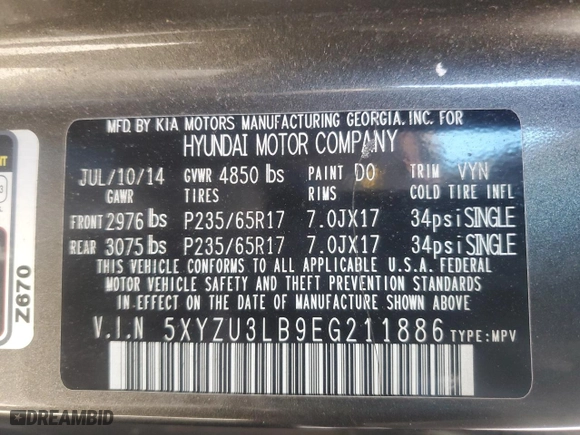 MFD. BY KIA MOTORS MANUFACTURING GEORGIA. INC. FOR
HYUNDAI MOTOR COMPANY
JUL/10/14 GVWR 4850 lbs PAINT DO TRIM VYN
GAWR TIRES RIMS COLD TIRE INFL
FRONT 2976 lbs P235/65R17 7.0JX17 34psi SINGLE
REAR 3075 lbs P235/65R17 7.0JX17 34psi SINGLE
THIS VEHICLE CONFORMS TO ALL APPLICABLE U.S.A. FEDERAL
MOTOR VEHICLE SAFETY AND THEFT PREVENTION STANDARDS
IN EFFECT ON THE DATE OF MANUFACTURE SHOWN ABOVE.
V.I.N 5XYZU3LB9EG211886 TYPE: MPV
Z670
DREAMBID